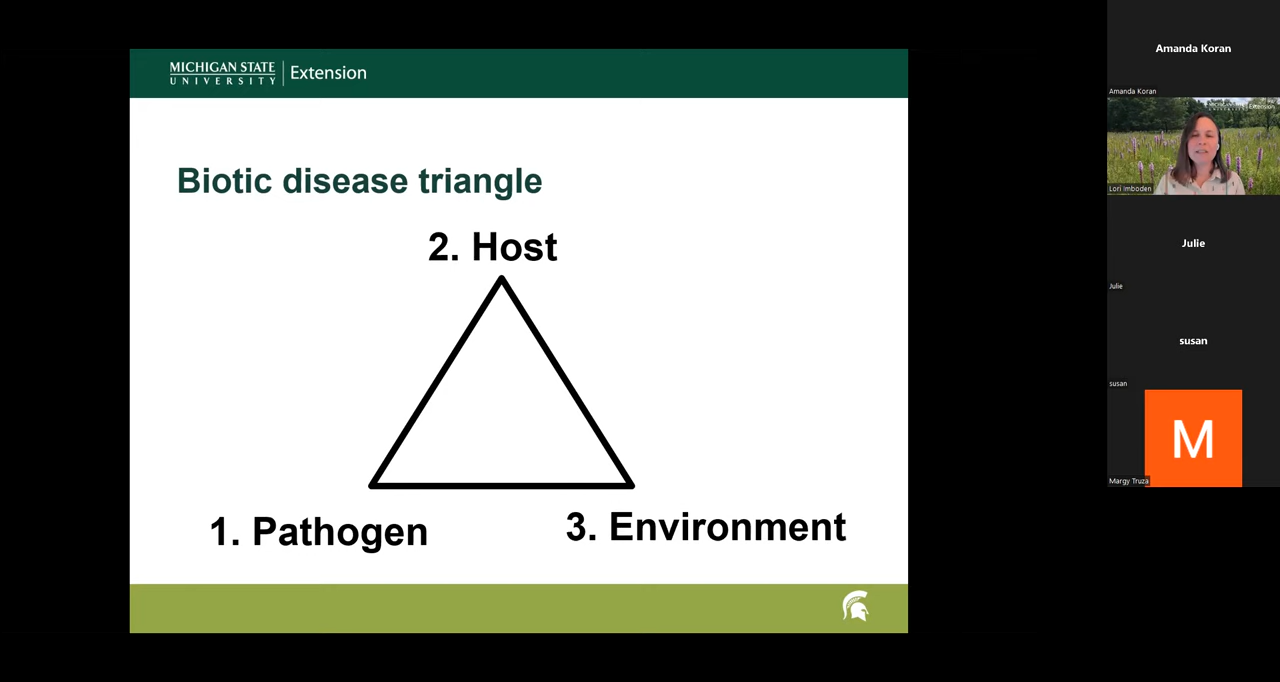 MICHIGAN STATE
UNIVERSITY
Extension
Biotic disease triangle
2. Host
1. Pathogen
3. Environment
Amanda Koran
Amanda Koran
Lori Imboden
Julie
Julie
susan
susan
M
Margy Truza